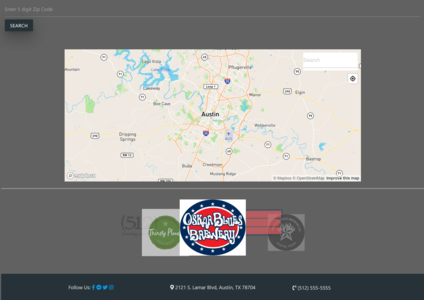 Enter 5 digit Zip Code
SEARCH
Search
Pflugerville
Lakeway
Bee Cave
Austin
Elgin
Webberville
Dripping
Springs
Buda
Creedmoor
Mustang Ridge
Bastrop
mapbox
© Mapbox © OpenStreetMap Improve this map
(51
OSKAR BLUES
BREWERY
Follow Us:
2121 S. Lamar Blvd, Austin, TX 78704
(512) 555-5555